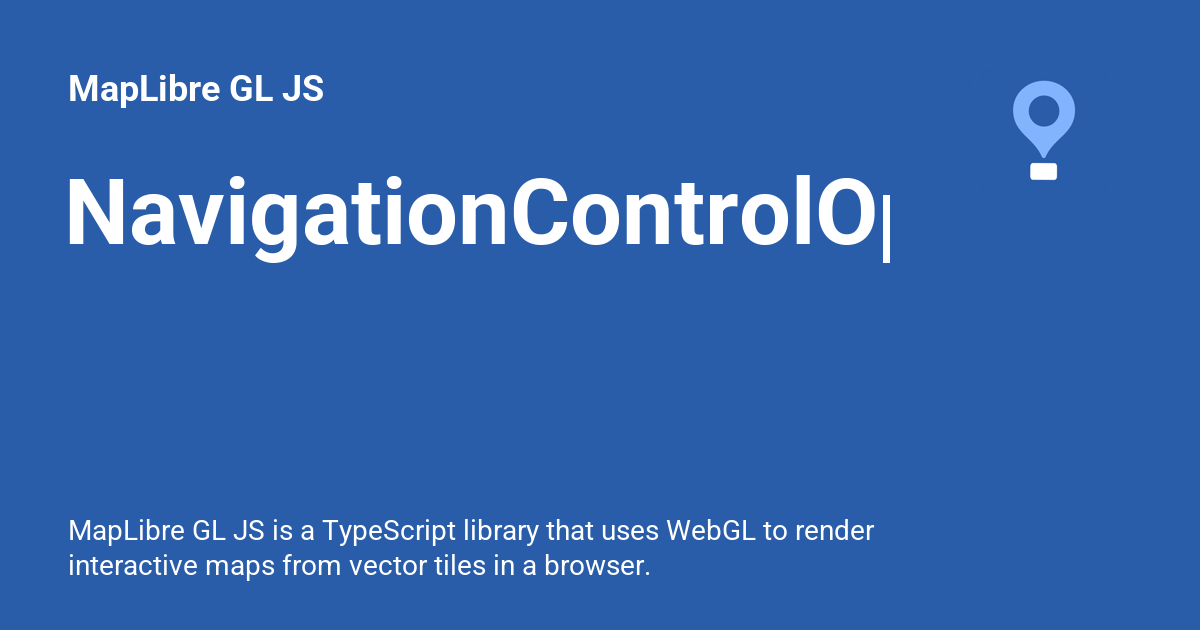 MapLibre GL JS
NavigationControlO
MapLibre GL JS is a TypeScript library that uses WebGL to render
interactive maps from vector tiles in a browser.